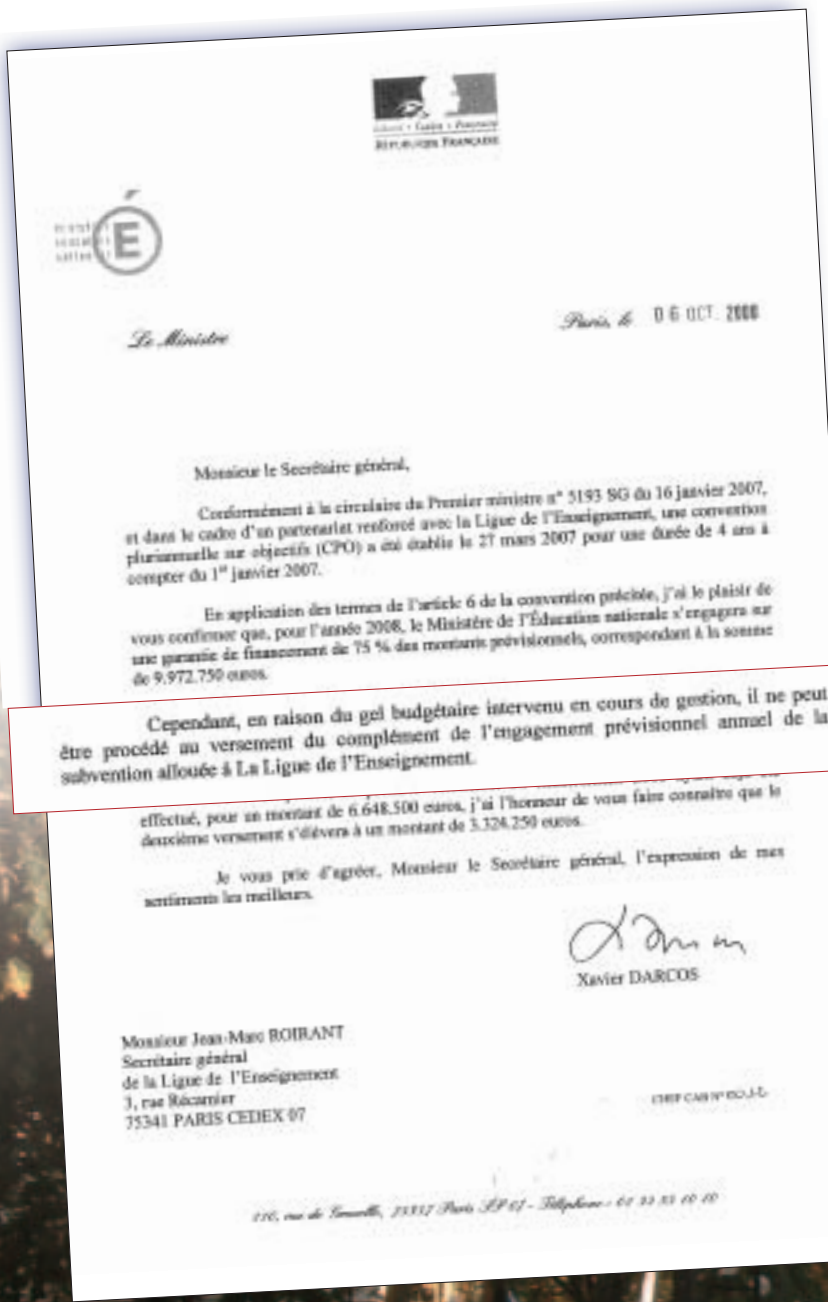 RÉPUBLIQUE FRANÇAISE
É
Le Ministre
Paris, le 06 OCT.
Monsieur le Secrétaire général,
Conformément à la circulaire du Premier ministre n° 5193 SG du 16 janvier 2007,
et dans le cadre d'un partenariat renforcé avec la Ligue de l'Enseignement, une convention
pluriannuelle sur objectifs (CPO) a été établie le 27 mars 2007 pour une durée de 4 ans à
compter du 1er janvier 2007.
En application des termes de l'article 6 de la convention précitée, j'ai le plaisir de
vous confirmer que, pour l'année 2008, le Ministère de l'Éducation nationale s'engagera sur
une garantie de financement de 75 % des montants prévisionnels, correspondant à la somme
de 9.972.750 euros.
Cependant, en raison du gel budgétaire intervenu en cours de gestion, il ne peut
être procédé au versement du complément de l'engagement prévisionnel annuel de la
subvention allouée à La Ligue de l'Enseignement.
effectué, pour un montant de 6.648.500 euros, j'ai l'honneur de vous faire connaître que le
deuxième versement s'élèvera à un montant de 3.324.250 euros.
Je vous prie d'agréer, Monsieur le Secrétaire général, l'expression de mes
sentiments les meilleurs.
Xavier DARCOS
Monsieur Jean-Marc ROIRANT
Secrétaire général
de la Ligue de l'Enseignement
3, rue Récamier
75341 PARIS CEDEX 07
CHEF CAB N°
110, rue de Grenelle, 75357 Paris SP 07 - Téléphone : 01 55 55 10 10